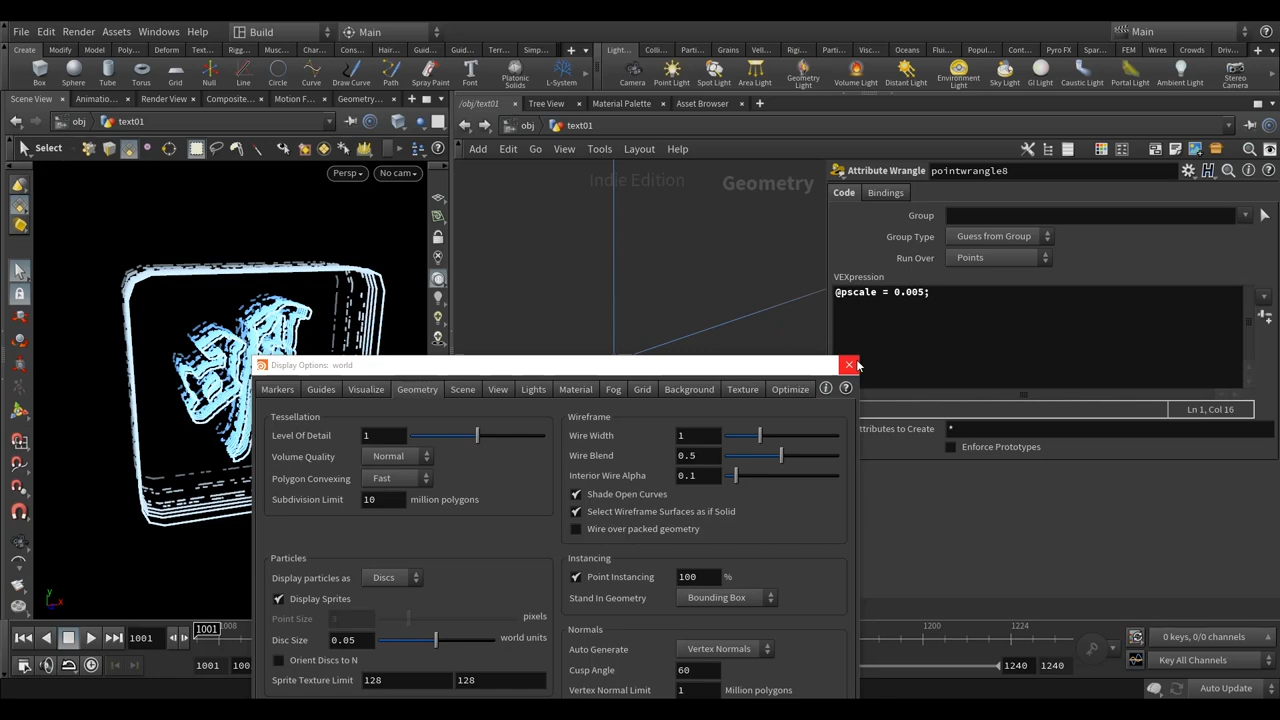 File Edit Render Assets Windows Help Build Main Main
Create Modify Model Poly... Deform Text... Rigg... Musc... Char... Cons... Hair... Guid... Guid... Terr... Simp... Light... Colli... Parti... Grains Vell... Rigi... Parti... Visc... Oceans Flui... Popul... Cont... Pyro FX Spar... FEM Wires Crowds Driv...
Box Sphere Tube Torus Grid Null Line Circle Curve Draw Curve Path Spray Paint Font Platonic Solids L-System Camera Point Light Spot Light Area Light Geometry Light Volume Light Distant Light Environment Light Sky Light GI Light Caustic Light Portal Light Ambient Light Stereo Camera
Scene View Animatio... Render View Composite... Motion F... Geometry... /obj/text01 Tree View Material Palette Asset Browser
obj text01 obj text01
Select Add Edit Go View Tools Layout Help
Persp No cam Indie Edition Geometry Attribute Wrangle pointwrangle8
Code Bindings
Group
Group Type Guess from Group
Run Over Points
VEXpression
@pscale = 0.005;
Display Options: world
Markers Guides Visualize Geometry Scene View Lights Material Fog Grid Background Texture Optimize
Ln 1, Col 16
Tessellation Wireframe
ttributes to Create *
Level Of Detail 1 Wire Width 1
Enforce Prototypes
Volume Quality Normal Wire Blend 0.5
Polygon Convexing Fast Interior Wire Alpha 0.1
Subdivision Limit 10 million polygons Shade Open Curves
Select Wireframe Surfaces as if Solid
Wire over packed geometry
Particles Instancing
Display particles as Discs Point Instancing 100 %
Display Sprites Stand In Geometry Bounding Box
Point Size pixels
Disc Size 0.05 world units Normals
Orient Discs to N Auto Generate Vertex Normals
Sprite Texture Limit 128 128 Cusp Angle 60
Vertex Normal Limit 1 Million polygons
1001 1001 1008 1200 1224 0 keys, 0/0 channels
1001 100 1240 1240 Key All Channels
Auto Update